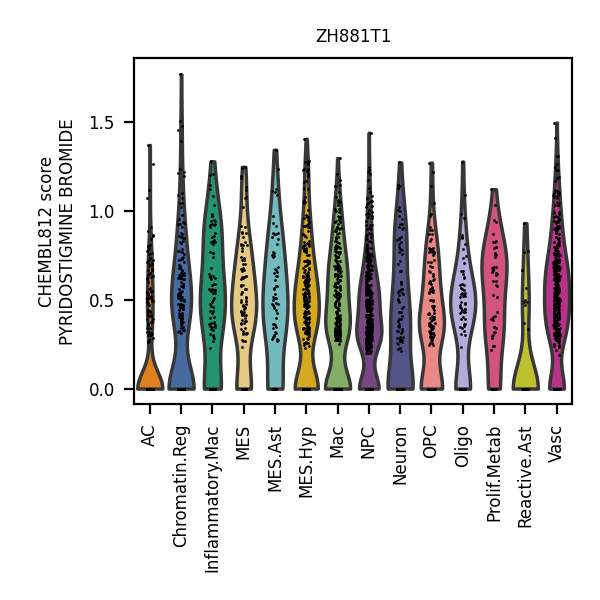 ZH881T1
CHEMBL812 score
PYRIDOSTIGMINE BROMIDE
1.5
1.0
0.5
0.0
AC
Chromatin.Reg
Inflammatory.Mac
MES
MES.Ast
MES.Hyp
Mac
NPC
Neuron
OPC
Oligo
Prolif.Metab
Reactive.Ast
Vasc